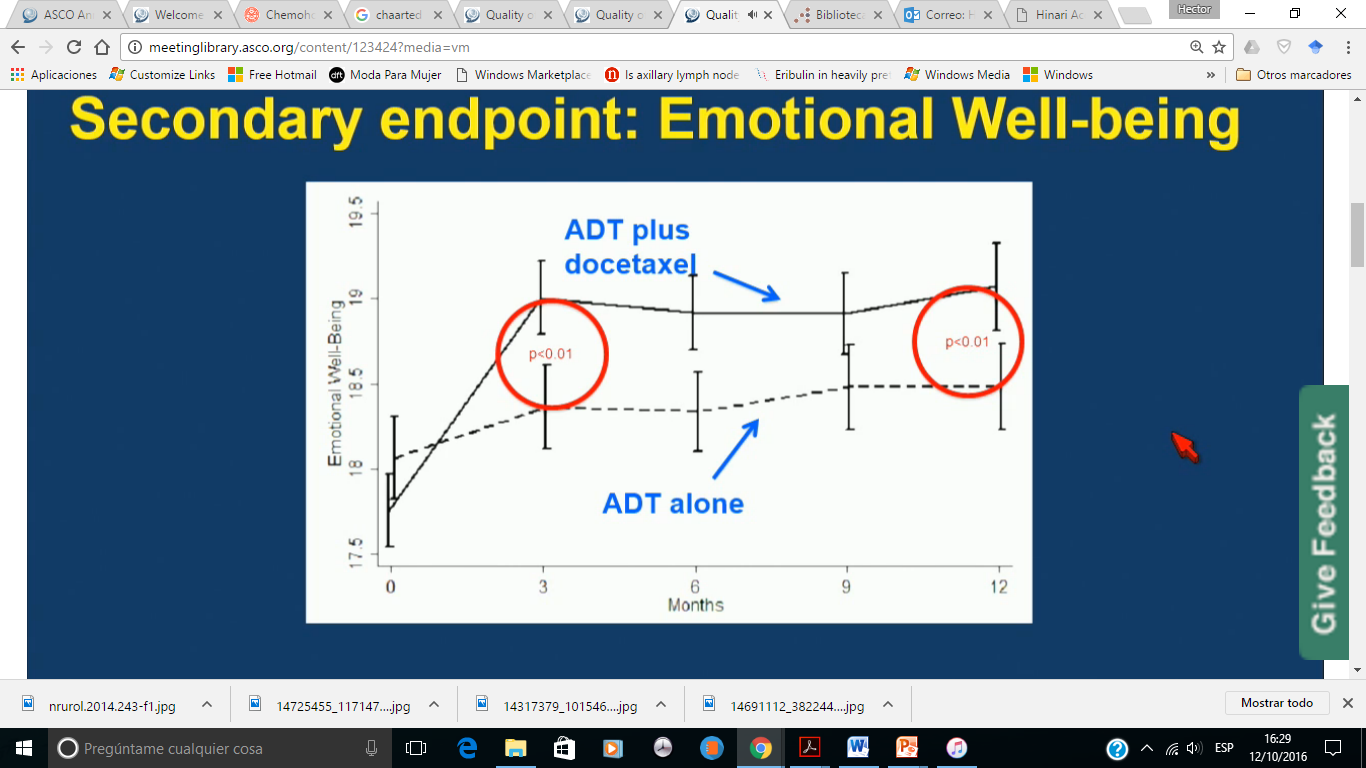 ASCO An
Welcome
Chemoho
chaarted
Quality o
Quality o
Qualit
Biblioteca
Correo: H
Hinari Ac
Hector
meetinglibrary.asco.org/content/123424?media=vm
Aplicaciones
Customize Links
Free Hotmail
dft
Moda Para Mujer
Windows Marketplace
Is axillary lymph node
Eribulin in heavily pre
Windows Media
Windows
»
Otros marcadores
Secondary endpoint: Emotional Well-being
19.5
19
18.5
18
17.5
Emotional Well-Being
ADT plus
docetaxel
p<0.01
p<0.01
ADT alone
0
3
6
9
12
Months
Give Feedback
nrurol.2014.243-f1.jpg
14725455_117147....jpg
14317379_101546....jpg
14691112_382244....jpg
Mostrar todo
Pregúntame cualquier cosa
ESP
16:29
12/10/2016